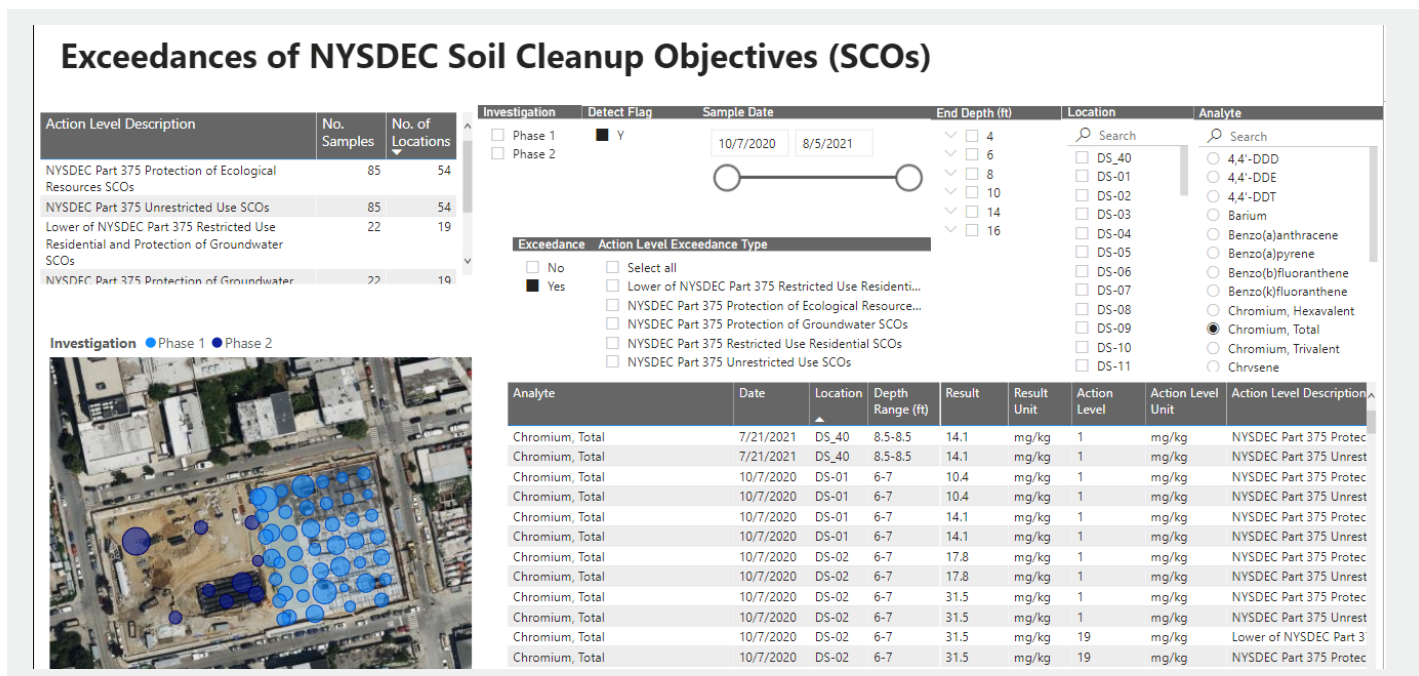 Exceedances of NYSDEC Soil Cleanup Objectives (SCOs)
Action Level Description No. Samples No. of Locations
NYSDEC Part 375 Protection of Ecological Resources SCOs 85 54
NYSDEC Part 375 Unrestricted Use SCOs 85 54
Lower of NYSDEC Part 375 Restricted Use Residential and Protection of Groundwater SCOs 22 19
NYSDEC Part 375 Protection of Groundwater 22 19
Investigation
Phase 1
Phase 2
Detect Flag
Y
Sample Date
10/7/2020 8/5/2021
End Depth (ft)
4
6
8
10
14
16
Location
Search
DS_40
DS-01
DS-02
DS-03
DS-04
DS-05
DS-06
DS-07
DS-08
DS-09
DS-10
DS-11
Analyte
Search
4,4'-DDD
4,4'-DDE
4,4'-DDT
Barium
Benzo(a)anthracene
Benzo(a)pyrene
Benzo(b)fluoranthene
Benzo(k)fluoranthene
Chromium, Hexavalent
Chromium, Total
Chromium, Trivalent
Chrysene
Exceedance
No
Yes
Action Level Exceedance Type
Select all
Lower of NYSDEC Part 375 Restricted Use Residenti...
NYSDEC Part 375 Protection of Ecological Resource...
NYSDEC Part 375 Protection of Groundwater SCOs
NYSDEC Part 375 Restricted Use Residential SCOs
NYSDEC Part 375 Unrestricted Use SCOs
Investigation Phase 1 Phase 2
Analyte Date Location Depth Range (ft) Result Result Unit Action Level Action Level Unit Action Level Description
Chromium, Total 7/21/2021 DS_40 8.5-8.5 14.1 mg/kg 1 mg/kg NYSDEC Part 375 Protec
Chromium, Total 7/21/2021 DS_40 8.5-8.5 14.1 mg/kg 1 mg/kg NYSDEC Part 375 Unrest
Chromium, Total 10/7/2020 DS-01 6-7 10.4 mg/kg 1 mg/kg NYSDEC Part 375 Protec
Chromium, Total 10/7/2020 DS-01 6-7 10.4 mg/kg 1 mg/kg NYSDEC Part 375 Unrest
Chromium, Total 10/7/2020 DS-01 6-7 14.1 mg/kg 1 mg/kg NYSDEC Part 375 Protec
Chromium, Total 10/7/2020 DS-01 6-7 14.1 mg/kg 1 mg/kg NYSDEC Part 375 Unrest
Chromium, Total 10/7/2020 DS-02 6-7 17.8 mg/kg 1 mg/kg NYSDEC Part 375 Protec
Chromium, Total 10/7/2020 DS-02 6-7 17.8 mg/kg 1 mg/kg NYSDEC Part 375 Unrest
Chromium, Total 10/7/2020 DS-02 6-7 31.5 mg/kg 1 mg/kg NYSDEC Part 375 Protec
Chromium, Total 10/7/2020 DS-02 6-7 31.5 mg/kg 1 mg/kg NYSDEC Part 375 Unrest
Chromium, Total 10/7/2020 DS-02 6-7 31.5 mg/kg 19 mg/kg Lower of NYSDEC Part 3
Chromium, Total 10/7/2020 DS-02 6-7 31.5 mg/kg 19 mg/kg NYSDEC Part 375 Protec